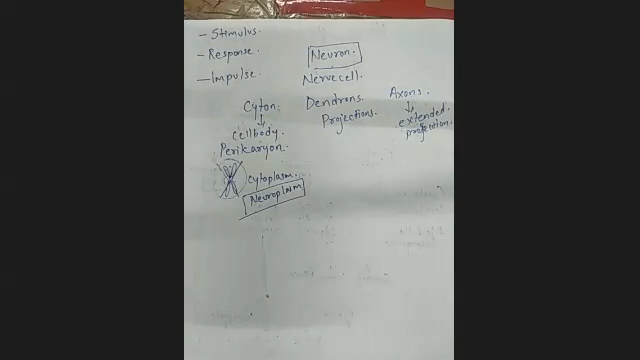 - Stimulus.
- Response.
- Impulse.
Neuron.
Nervecell.
Cyton.
cellbody.
Perikaryon.
Dendrons.
Projections.
Axons.
extended
projection.
Cytoplasm.
Neuroplasm